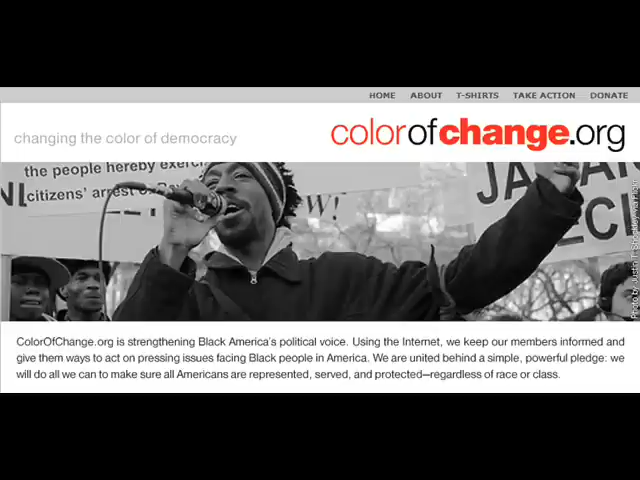 HOME ABOUT T-SHIRTS TAKE ACTION DONATE
changing the color of democracy
colorofchange.org
the people hereby exerci
citizens' arrest
W!
JA
ECI
ColorOfChange.org is strengthening Black America's political voice. Using the Internet, we keep our members informed and
give them ways to act on pressing issues facing Black people in America. We are united behind a simple, powerful pledge: we
will do all we can to make sure all Americans are represented, served, and protected—regardless of race or class.